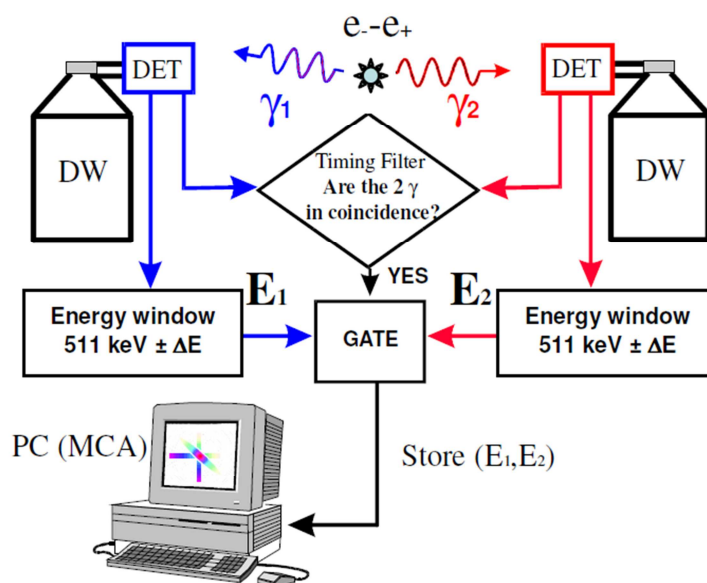 e- -e+
DET
DET
γ1
γ2
DW
DW
Timing Filter
Are the 2 γ
in coincidence?
YES
E1
E2
Energy window
511 keV ± ΔE
GATE
Energy window
511 keV ± ΔE
PC (MCA)
Store (E1,E2)